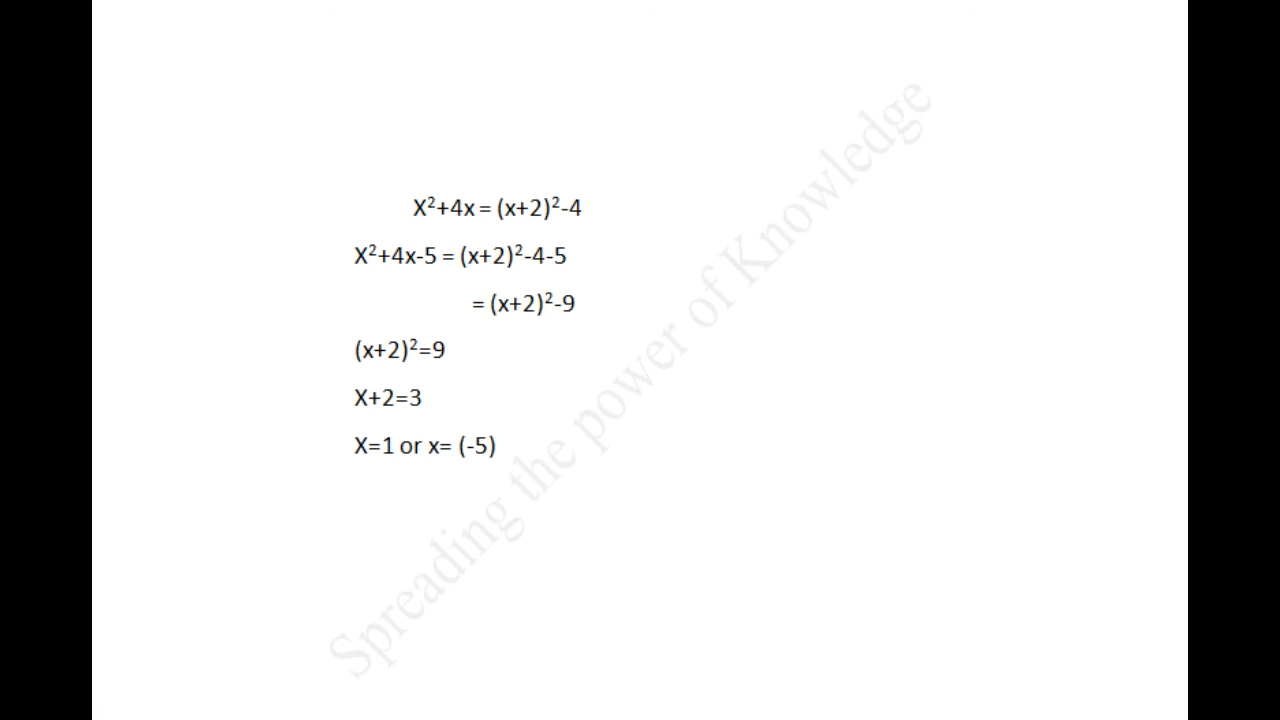 X²+4x = (x+2)²-4
X²+4x-5 = (x+2)²-4-5
= (x+2)²-9
(x+2)²=9
X+2=3
X=1 or x= (-5)
Spreading the power of Knowledge